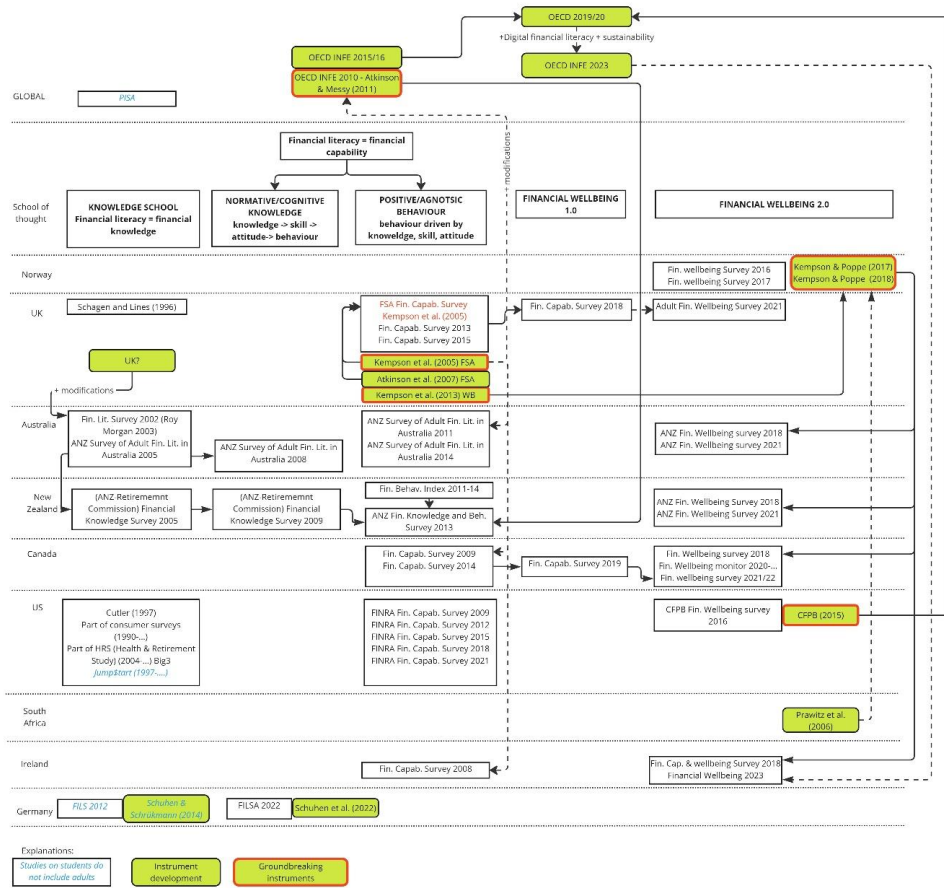 OECD 2019/20
+Digital financial literacy + sustainability
OECD INFE 2015/16
OECD INFE 2023
OECD INFE 2010 - Atkinson
& Messy (2011)
GLOBAL
PISA
+ modifications
Financial literacy = financial
capability
School of
thought
KNOWLEDGE SCHOOL
Financial literacy = financial
knowledge
NORMATIVE/COGNITIVE
KNOWLEDGE
knowledge -> skill ->
attitude-> behaviour
POSITIVE/AGNOTSIC
BEHAVIOUR
behaviour driven by
knoweldge, skill, attitude
FINANCIAL WELLBEING
1.0
FINANCIAL WELLBEING 2.0
Norway
Fin. wellbeing Survey 2016
Fin. wellbeing Survey 2017
Kempson & Poppe (2017)
Kempson & Poppe (2018)
UK
Schagen and Lines (1996)
FSA Fin. Capab. Survey
Kempson et al. (2005)
Fin. Capab. Survey 2013
Fin. Capab. Survey 2015
Fin. Capab. Survey 2018
Adult Fin. Wellbeing Survey 2021
UK?
Kempson et al. (2005) FSA
Atkinson et al. (2007) FSA
Kempson et al. (2013) WB
+ modifications
Australia
Fin. Lit. Survey 2002 (Roy
Morgan 2003)
ANZ Survey of Adult Fin. Lit. in
Australia 2005
ANZ Survey of Adult Fin. Lit. in
Australia 2008
ANZ Survey of Adult Fin. Lit. in
Australia 2011
ANZ Survey of Adult Fin. Lit. in
Australia 2014
ANZ Fin. Wellbeing survey 2018
ANZ Fin. Wellbeing survey 2021
New
Zealand
(ANZ-Retirememnt
Commission) Financial
Knowledge Survey 2005
(ANZ-Retirememnt
Commission) Financial
Knowledge Survey 2009
Fin. Behav. Index 2011-14
ANZ Fin. Knowledge and Beh.
Survey 2013
ANZ Fin. Wellbeing Survey 2018
ANZ Fin. Wellbeing Survey 2021
Canada
Fin. Capab. Survey 2009
Fin. Capab. Survey 2014
Fin. Capab. Survey 2019
Fin. Wellbeing survey 2018
Fin. Wellbeing monitor 2020-...
Fin. wellbeing survey 2021/22
US
Cutler (1997)
Part of consumer surveys
(1990-...)
Part of HRS (Health & Retirement
Study) (2004-...) Big3
Jump$tart (1997-....)
FINRA Fin. Capab. Survey 2009
FINRA Fin. Capab. Survey 2012
FINRA Fin. Capab. Survey 2015
FINRA Fin. Capab. Survey 2018
FINRA Fin. Capab. Survey 2021
CFPB Fin. Wellbeing survey
2016
CFPB (2015)
South
Africa
Prawitz et al.
(2006)
Ireland
Fin. Capab. Survey 2008
Fin. Cap. & wellbeing Survey 2018
Financial Wellbeing 2023
Germany
FILS 2012
Schuhen &
Schrükmann (2014)
FILSA 2022
Schuhen et al. (2022)
Explanations:
Studies on students do
not include adults
Instrument
development
Groundbreaking
instruments